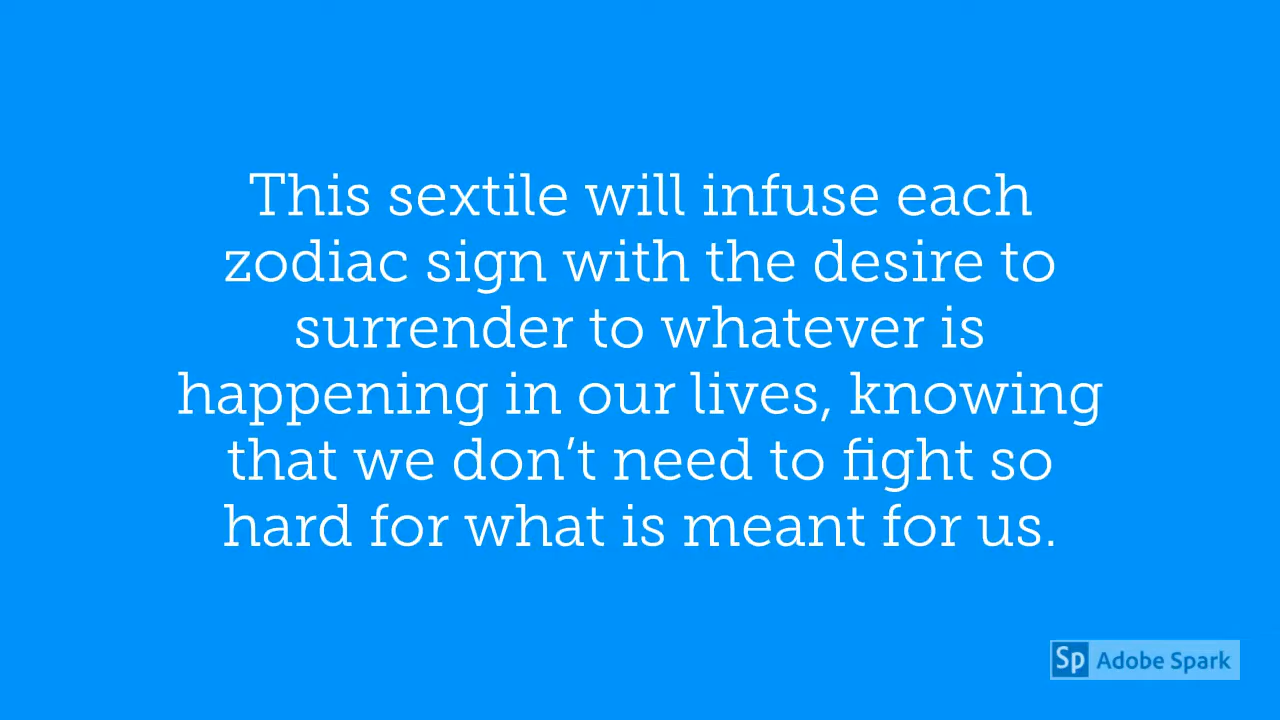 This sextile will infuse each
zodiac sign with the desire to
surrender to whatever is
happening in our lives, knowing
that we don’t need to fight so
hard for what is meant for us.
Sp Adobe Spark